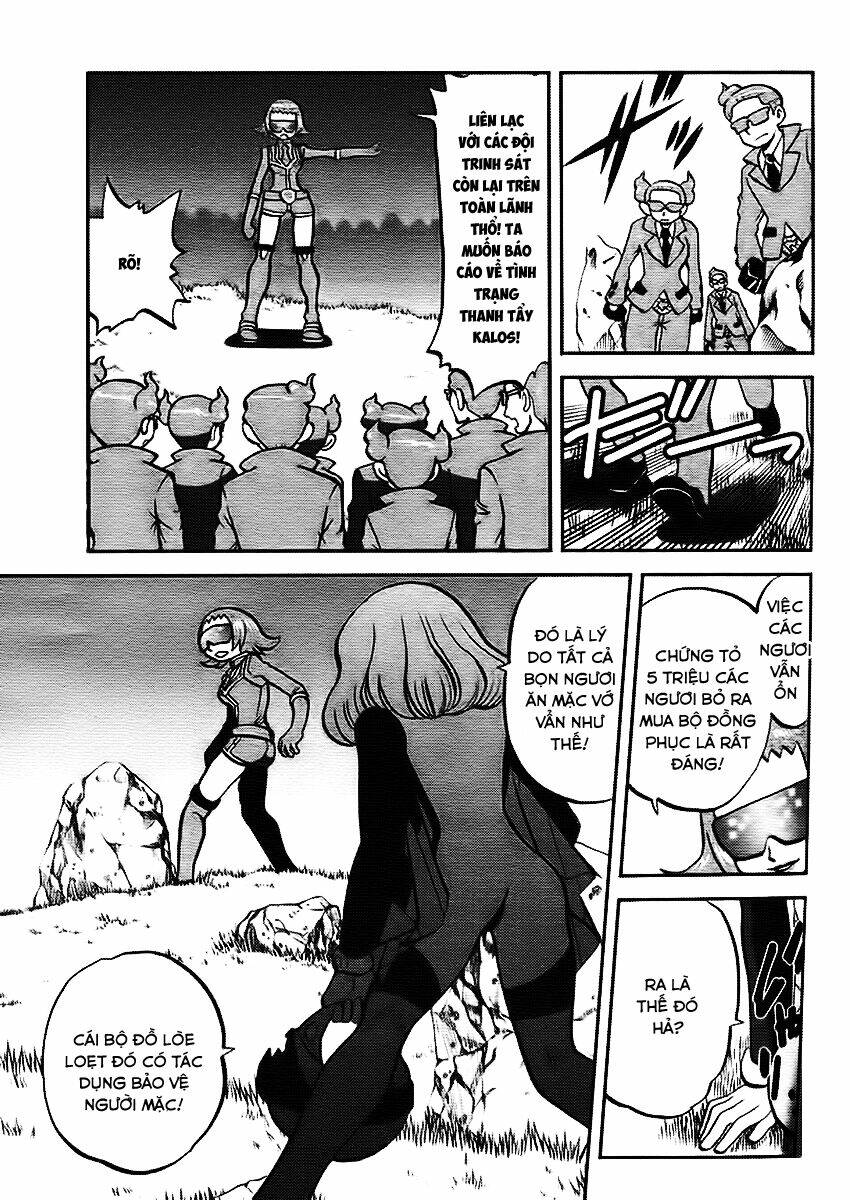 LIÊN LẠC
VỚI CÁC ĐỘI
TRINH SÁT
CÒN LẠI TRÊN
TOÀN LÃNH
THỔ! TA
MUỐN BÁO
CÁO VỀ TÌNH
TRẠNG
THANH TẨY
KALOS!
RÕ!
VIỆC
CÁC
NGƯƠI
VẪN
ỔN
CHỨNG TỎ
5 TRIỆU CÁC
NGƯƠI BỎ RA
MUA BỘ ĐỒNG
PHỤC LÀ RẤT
ĐÁNG!
RA LÀ
THẾ ĐÓ
HẢ?
ĐÓ LÀ LÝ
DO TẤT CẢ
BỌN NGƯƠI
ĂN MẶC VỚ
VẨN NHƯ
THẾ!
CÁI BỘ ĐỒ LÒE
LOẸT ĐÓ CÓ TÁC
DỤNG BẢO VỆ
NGƯỜI MẶC!